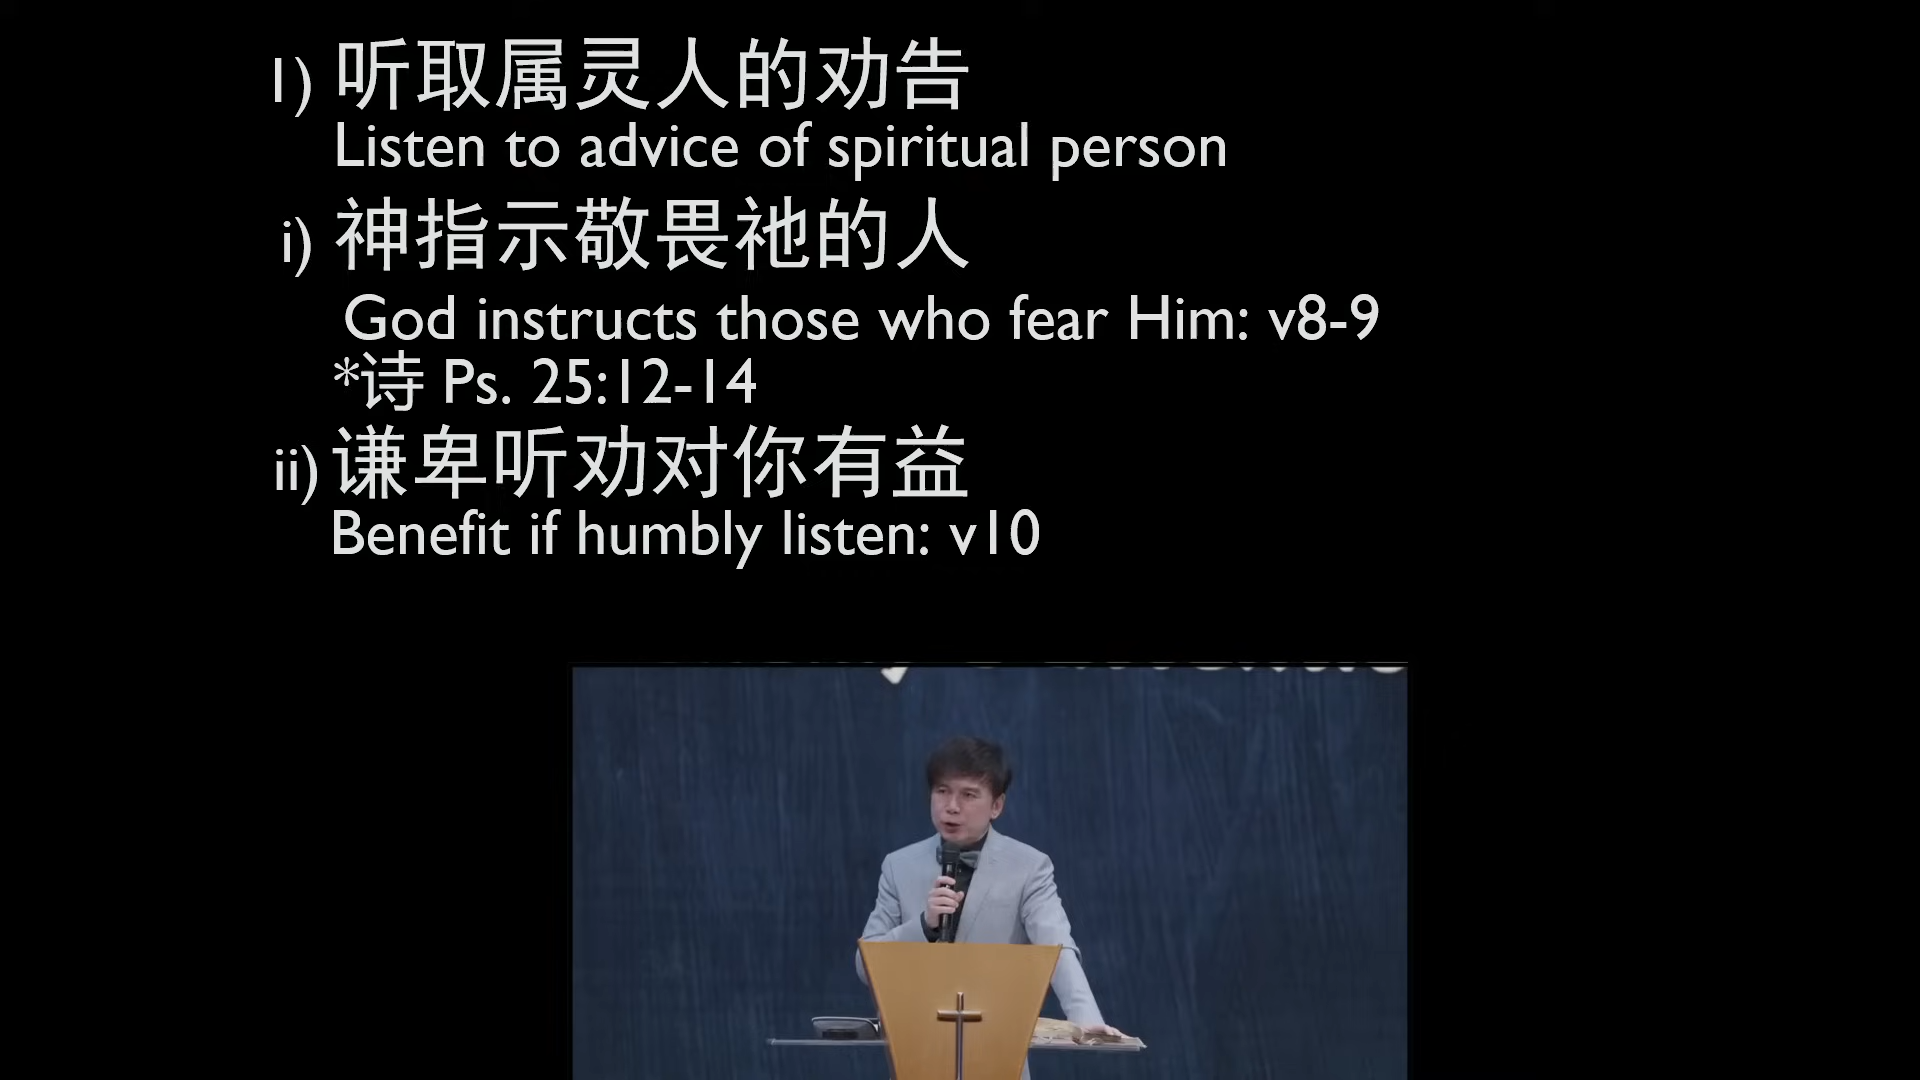 1) 听取属灵人的劝告
Listen to advice of spiritual person
i) 神指示敬畏祂的人
God instructs those who fear Him: v8-9
*诗 Ps. 25:12-14
ii) 谦卑听劝对你有益
Benefit if humbly listen: v10